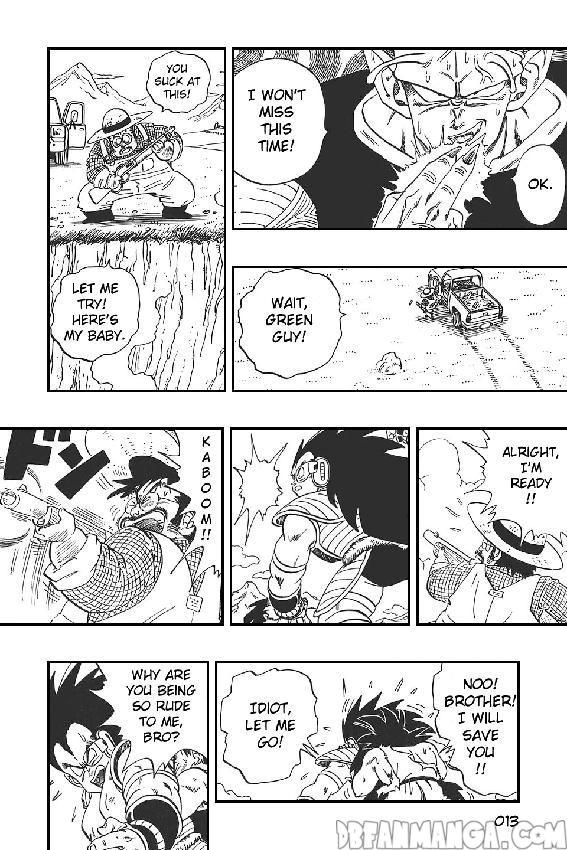 OK.
I WON'T
MISS
THIS
TIME!
WAIT,
GREEN
GUY!
YOU
SUCK AT
THIS!
LET ME
TRY!
HERE'S
MY BABY.
ALRIGHT,
I'M
READY
!!
KABOOM!!
ドン
NOO!
BROTHER!
I WILL
SAVE
YOU
!!
IDIOT,
LET ME
GO!
WHY ARE
YOU BEING
SO RUDE
TO ME,
BRO?
013
DBFANMANGA.COM